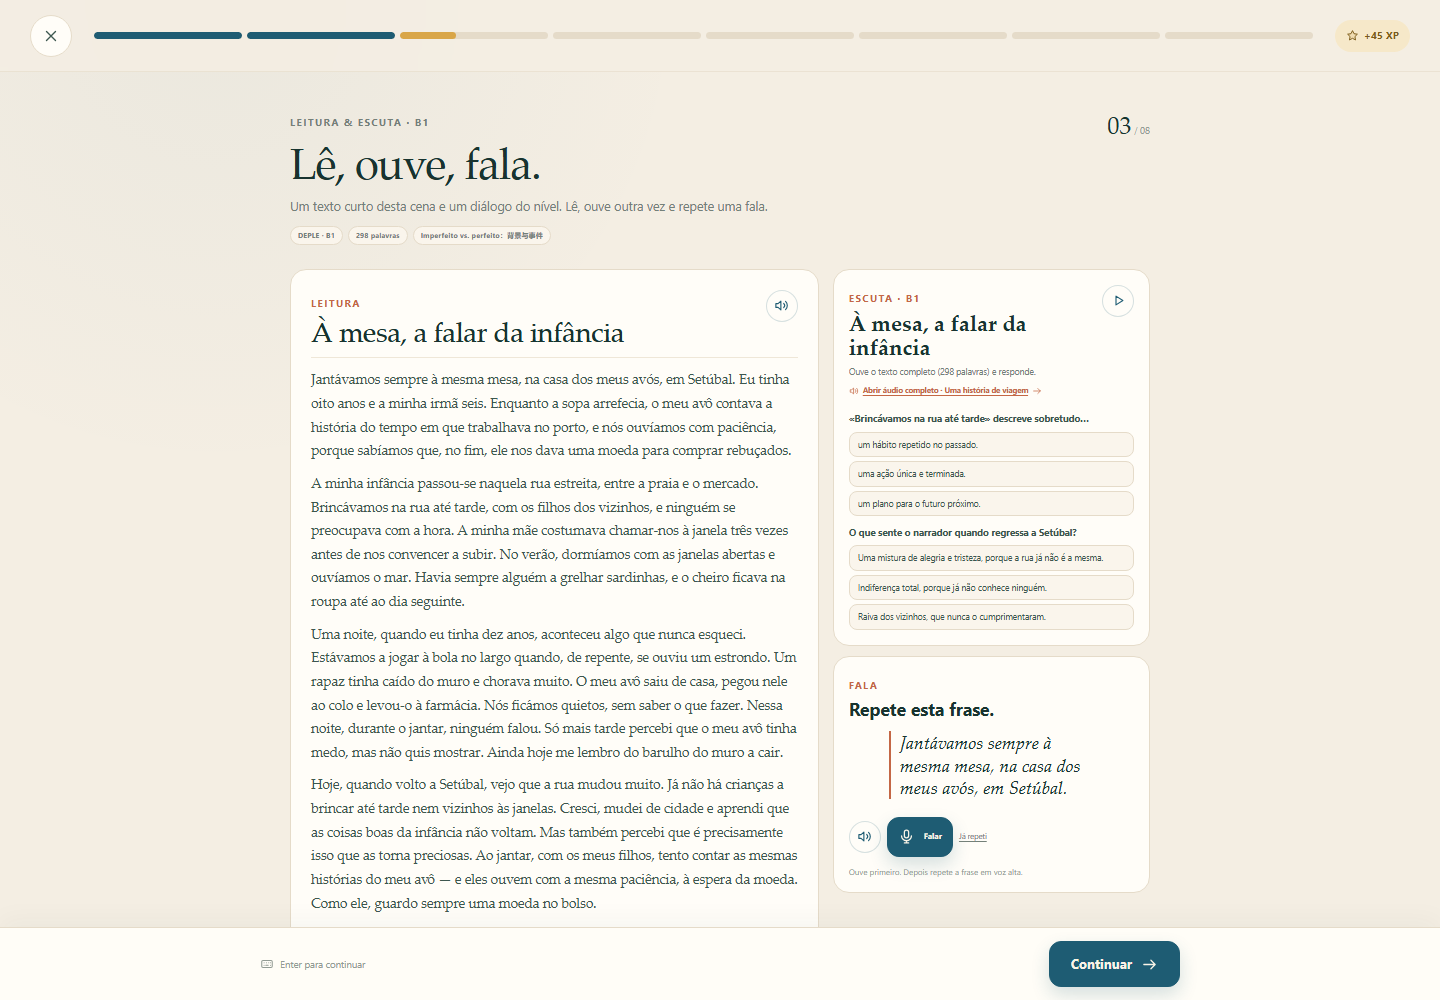 +45 XP
LEITURA & ESCUTA · B1
03 / 08
Lê, ouve, fala.
Um texto curto desta cena e um diálogo do nível. Lê, ouve outra vez e repete uma fala.
DEPLE · B1
298 palavras
Imperfeito vs. perfeito: 背景与事件
LEITURA
À mesa, a falar da infância
Jantávamos sempre à mesma mesa, na casa dos meus avós, em Setúbal. Eu tinha
oito anos e a minha irmã seis. Enquanto a sopa arrefecia, o meu avô contava a
história do tempo em que trabalhava no porto, e nós ouvíamos com paciência,
porque sabíamos que, no fim, ele nos dava uma moeda para comprar rebuçados.
A minha infância passou-se naquela rua estreita, entre a praia e o mercado.
Brincávamos na rua até tarde, com os filhos dos vizinhos, e ninguém se
preocupava com a hora. A minha mãe costumava chamar-nos à janela três vezes
antes de nos convencer a subir. No verão, dormíamos com as janelas abertas e
ouvíamos o mar. Havia sempre alguém a grelhar sardinhas, e o cheiro ficava na
roupa até ao dia seguinte.
Uma noite, quando eu tinha dez anos, aconteceu algo que nunca esqueci.
Estávamos a jogar à bola no largo quando, de repente, se ouviu um estrondo. Um
rapaz tinha caído do muro e chorava muito. O meu avô saiu de casa, pegou nele
ao colo e levou-o à farmácia. Nós ficámos quietos, sem saber o que fazer. Nessa
noite, durante o jantar, ninguém falou. Só mais tarde percebi que o meu avô tinha
medo, mas não quis mostrar. Ainda hoje me lembro do barulho do muro a cair.
Hoje, quando volto a Setúbal, vejo que a rua mudou muito. Já não há crianças a
brincar até tarde nem vizinhos às janelas. Cresci, mudei de cidade e aprendi que
as coisas boas da infância não voltam. Mas também percebi que é precisamente
isso que as torna preciosas. Ao jantar, com os meus filhos, tento contar as mesmas
histórias do meu avô — e eles ouvem com a mesma paciência, à espera da moeda.
Como ele, guardo sempre uma moeda no bolso.
ESCUTA · B1
À mesa, a falar da
infância
Ouve o texto completo (298 palavras) e responde.
Abrir áudio completo · Uma história de viagem →
«Brincávamos na rua até tarde» descreve sobretudo…
um hábito repetido no passado.
uma ação única e terminada.
um plano para o futuro próximo.
O que sente o narrador quando regressa a Setúbal?
Uma mistura de alegria e tristeza, porque a rua já não é a mesma.
Indiferença total, porque já não conhece ninguém.
Raiva dos vizinhos, que nunca o cumprimentaram.
FALA
Repete esta frase.
Jantávamos sempre à
mesma mesa, na casa dos
meus avós, em Setúbal.
Falar
Já repeti
Ouve primeiro. Depois repete a frase em voz alta.
Enter para continuar
Continuar →